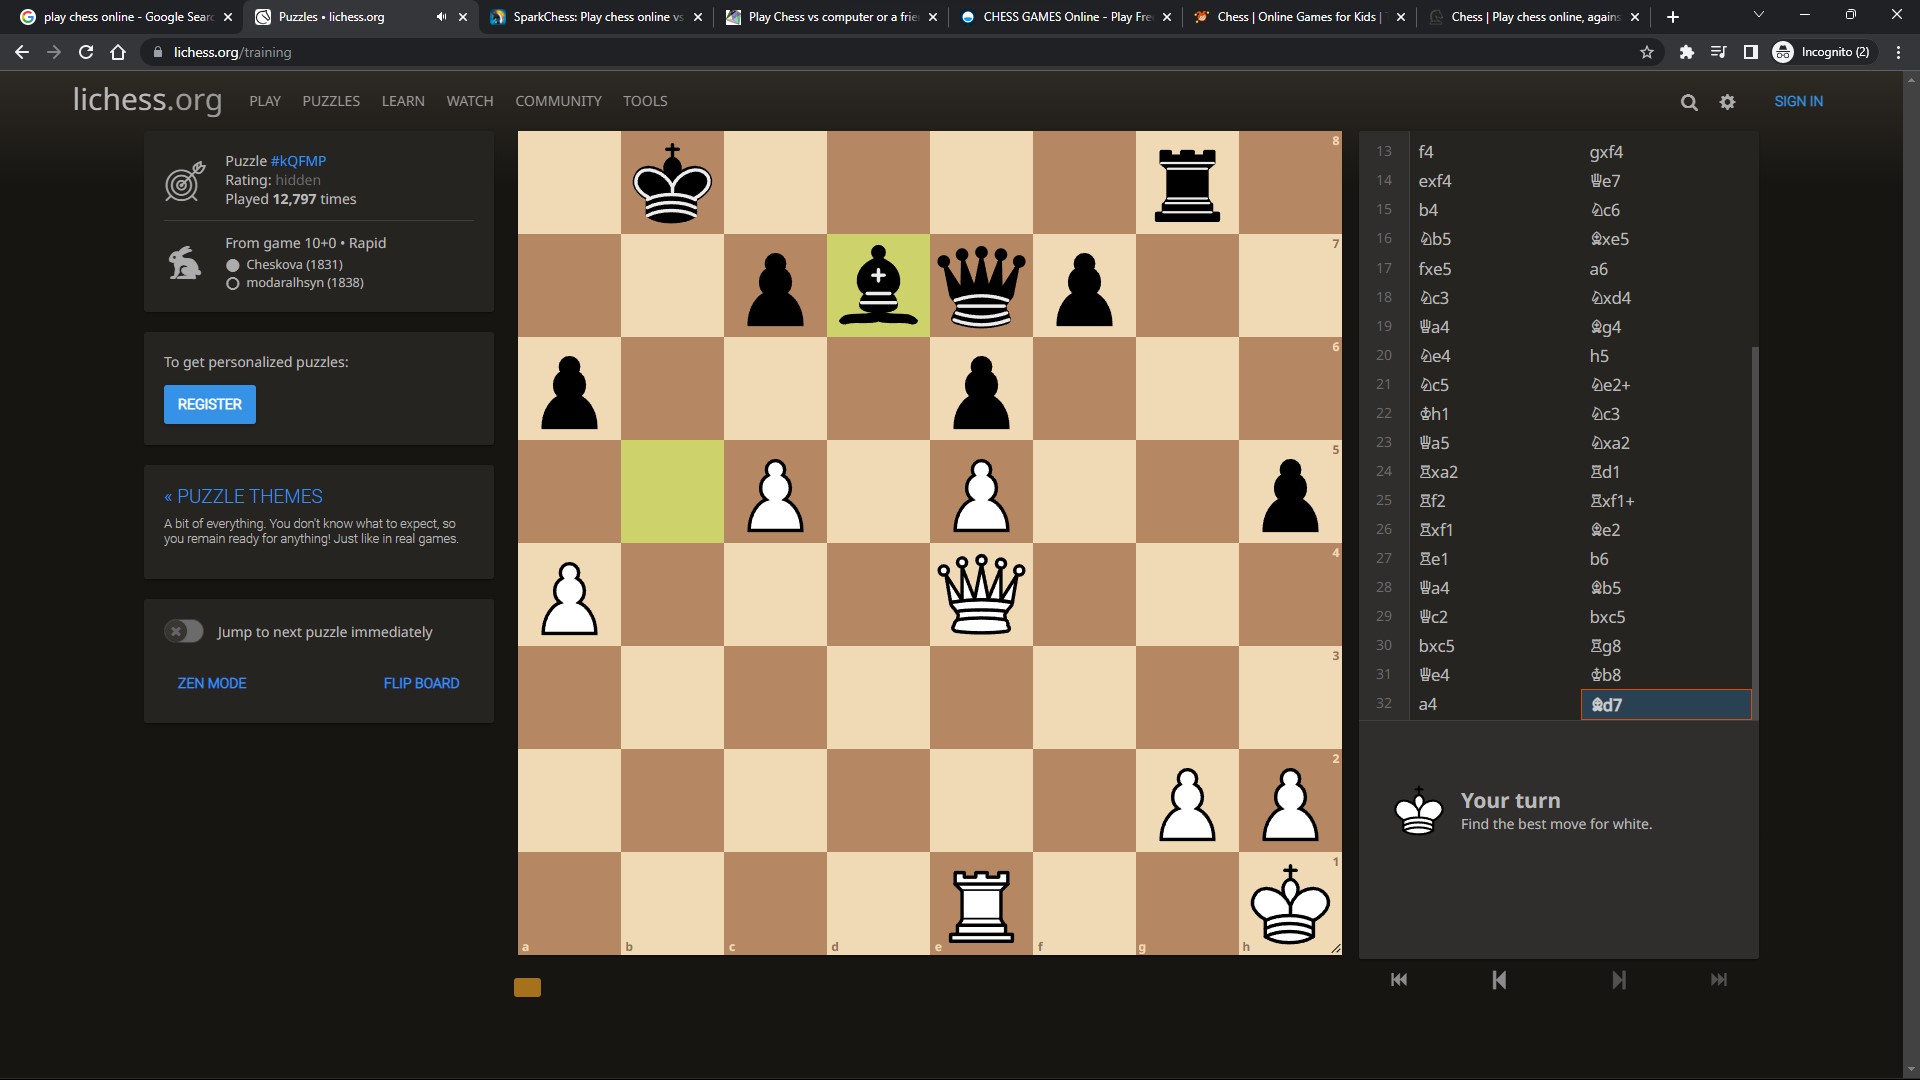 play chess online - Google Sear
Puzzles • lichess.org
SparkChess: Play chess online vs
Play Chess vs computer or a frie
CHESS GAMES Online - Play Fre
Chess | Online Games for Kids |
Chess | Play chess online, agains
lichess.org/training
Incognito (2)
lichess.org
PLAY
PUZZLES
LEARN
WATCH
COMMUNITY
TOOLS
SIGN IN
Puzzle #kQFMP
Rating: hidden
Played 12,797 times
From game 10+0 • Rapid
Cheskova (1831)
modaralhsyn (1838)
To get personalized puzzles:
REGISTER
« PUZZLE THEMES
A bit of everything. You don't know what to expect, so
you remain ready for anything! Just like in real games.
Jump to next puzzle immediately
ZEN MODE
FLIP BOARD
8
7
6
5
4
3
2
1
a b c d e f g h
13 f4 gxf4
14 exf4 ♕e7
15 b4 ♘c6
16 ♘b5 ♗xe5
17 fxe5 a6
18 ♘c3 ♘xd4
19 ♕a4 ♗g4
20 ♘e4 h5
21 ♘c5 ♘e2+
22 ♔h1 ♘c3
23 ♕a5 ♘xa2
24 ♖xa2 ♖d1
25 ♖f2 ♖xf1+
26 ♖xf1 ♗e2
27 ♖e1 b6
28 ♕a4 ♗b5
29 ♕c2 bxc5
30 bxc5 ♖g8
31 ♕e4 ♔b8
32 a4 ♗d7
Your turn
Find the best move for white.